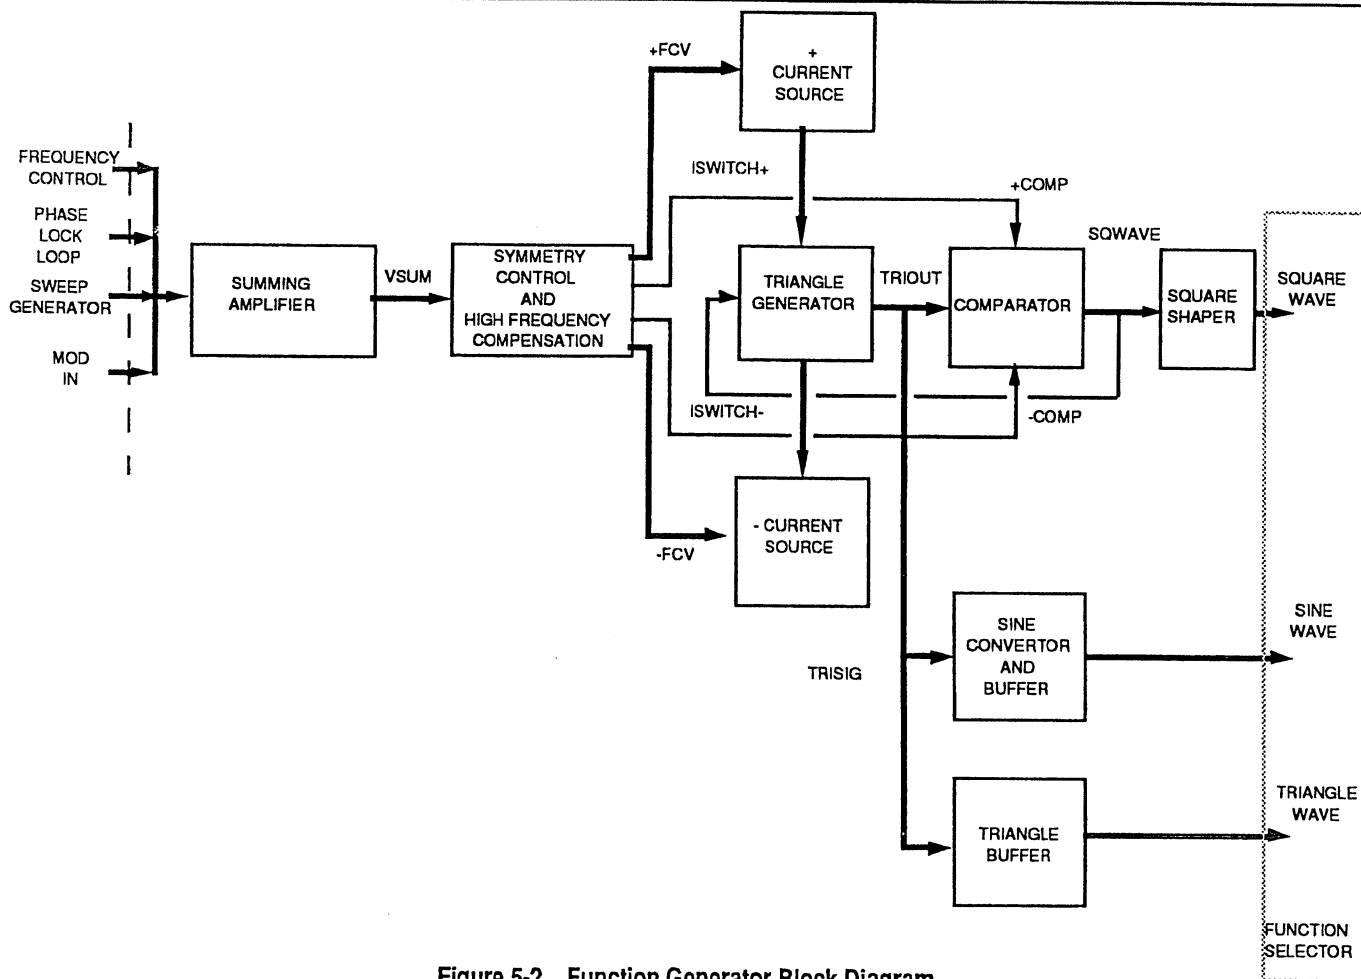 +FCV
+
CURRENT
SOURCE
FREQUENCY
CONTROL
ISWITCH+
+COMP
PHASE
LOCK
LOOP
SQWAVE
SWEEP
GENERATOR
SUMMING
AMPLIFIER
VSUM
SYMMETRY
CONTROL
AND
HIGH FREQUENCY
COMPENSATION
TRIANGLE
GENERATOR
TRIOUT
COMPARATOR
SQUARE
SHAPER
SQUARE
WAVE
MOD
IN
ISWITCH-
-COMP
- CURRENT
SOURCE
-FCV
SINE
CONVERTOR
AND
BUFFER
SINE
WAVE
TRISIG
TRIANGLE
BUFFER
TRIANGLE
WAVE
FUNCTION
SELECTOR
Figure 5-2 Function Generator Block Diagram